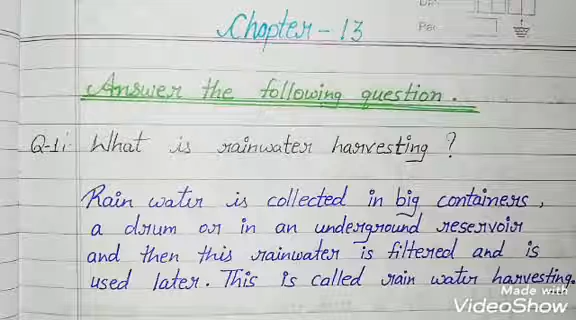 Chapter - 13
Per
Answer the following question.
Q-1: What is rainwater harvesting?
Rain water is collected in big containers,
a drum or in an underground reservoir
and then this rainwater is filtered and is
used later. This is called rain water harvesting.
Made with
VideoShow